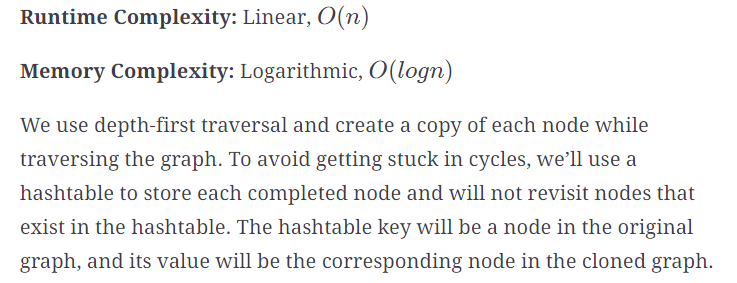 Runtime Complexity: Linear, O(n)
Memory Complexity: Logarithmic, O(logn)
We use depth-first traversal and create a copy of each node while
traversing the graph. To avoid getting stuck in cycles, we’ll use a
hashtable to store each completed node and will not revisit nodes that
exist in the hashtable. The hashtable key will be a node in the original
graph, and its value will be the corresponding node in the cloned graph.